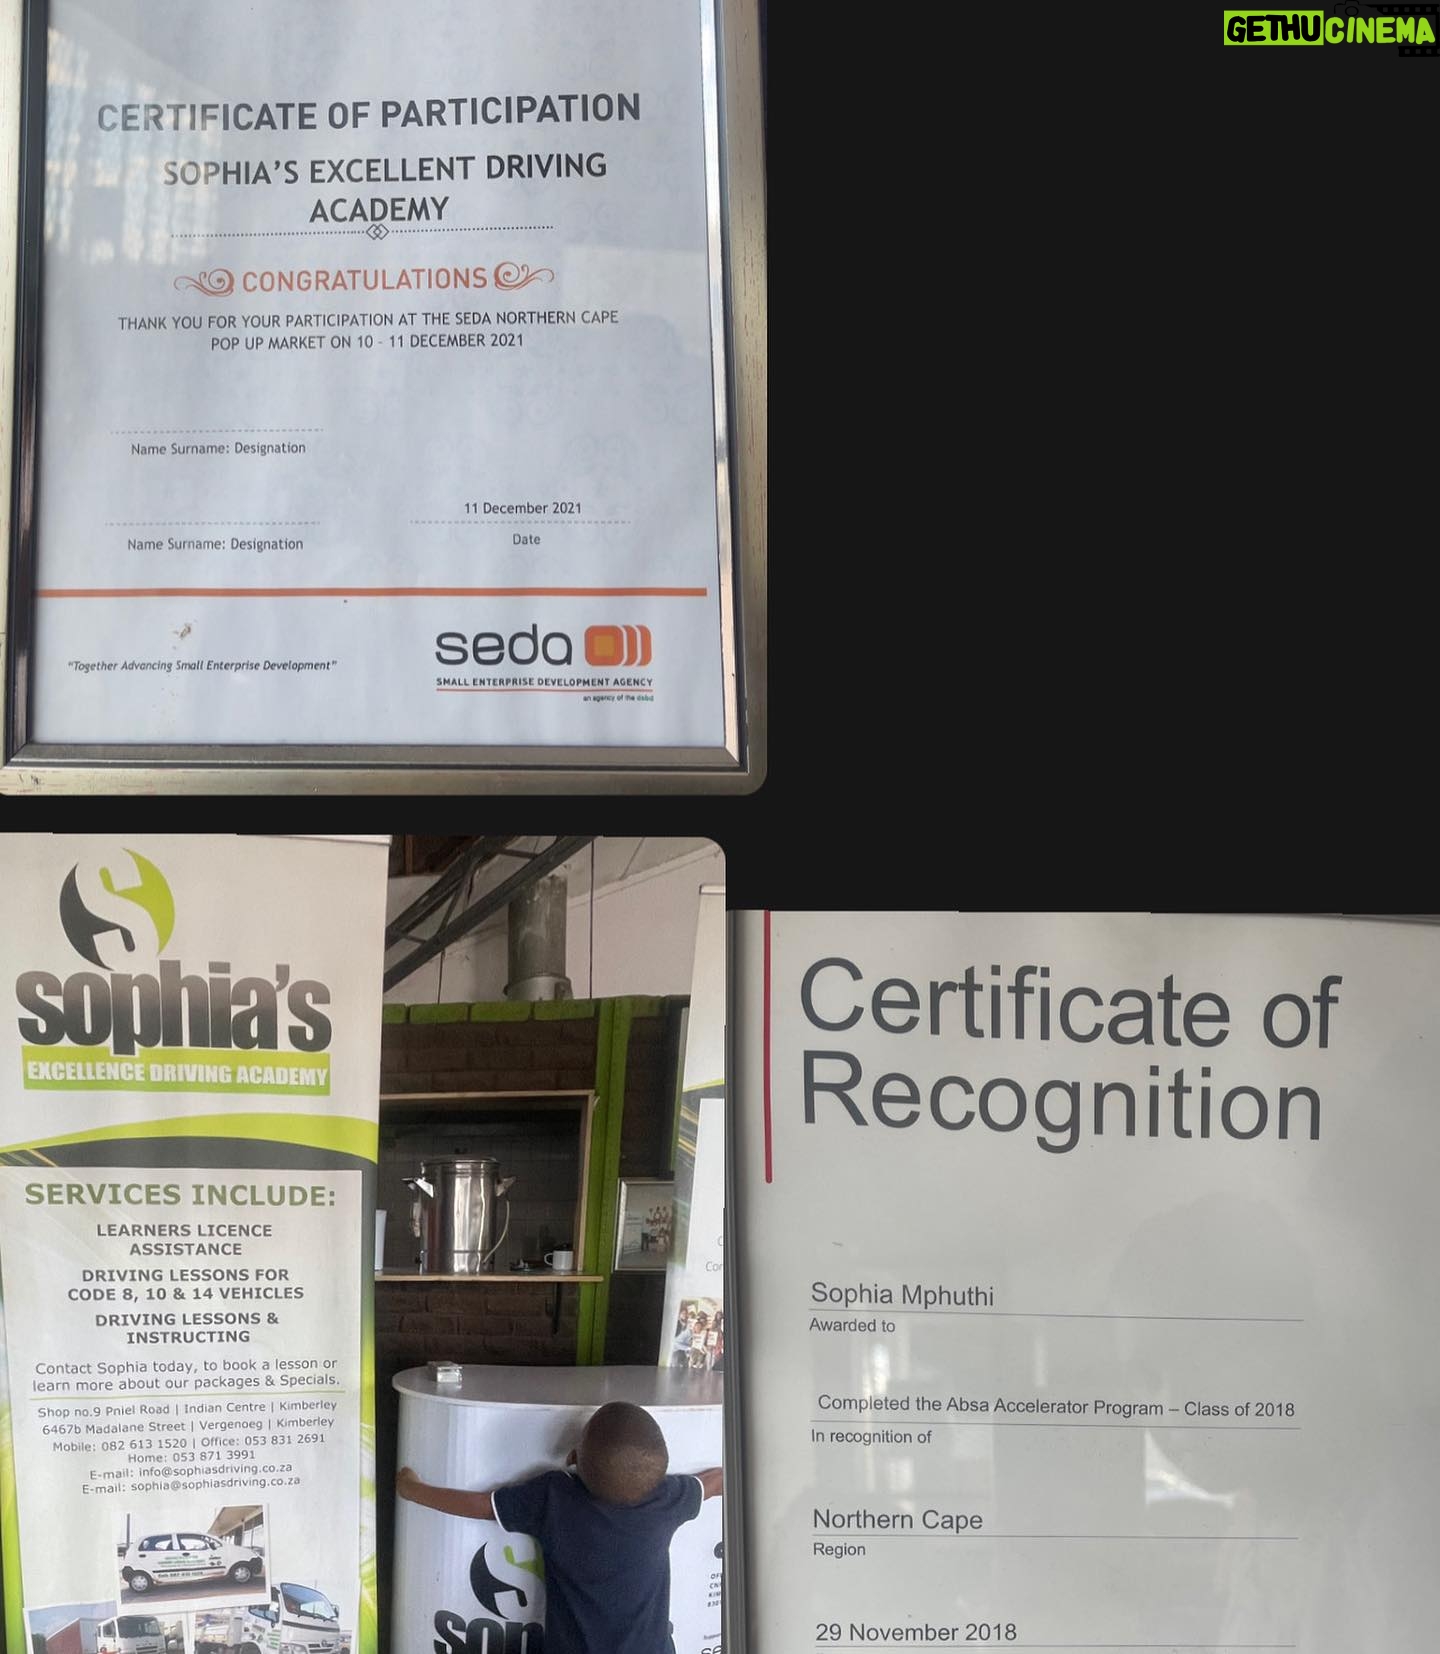 GETHUCINEMA
CERTIFICATE OF PARTICIPATION
SOPHIA'S EXCELLENT DRIVING
ACADEMY
CONGRATULATIONS
THANK YOU FOR YOUR PARTICIPATION AT THE SEDA NORTHERN CAPE
POP UP MARKET ON 10 - 11 DECEMBER 2021
Name Surname: Designation
11 December 2021
Name Surname: Designation
Date
"Together Advancing Small Enterprise Development"
seda
SMALL ENTERPRISE DEVELOPMENT AGENCY
an agency of the dsbd
sophia's
EXCELLENCE DRIVING ACADEMY
SERVICES INCLUDE:
LEARNERS LICENCE
ASSISTANCE
DRIVING LESSONS FOR
CODE 8, 10 & 14 VEHICLES
DRIVING LESSONS &
INSTRUCTING
Contact Sophia today, to book a lesson or
learn more about our packages & Specials.
Shop no.9 Pniel Road | Indian Centre | Kimberley
6467b Madalane Street | Vergenoeg | Kimberley
Mobile: 082 613 1520 | Office: 053 831 2691
Home: 053 871 3991
E-mail: info@sophiasdriving.co.za
E-mail: sophia@sophiasdriving.co.za
sop
Certificate of
Recognition
Sophia Mphuthi
Awarded to
Completed the Absa Accelerator Program – Class of 2018
In recognition of
Northern Cape
Region
29 November 2018